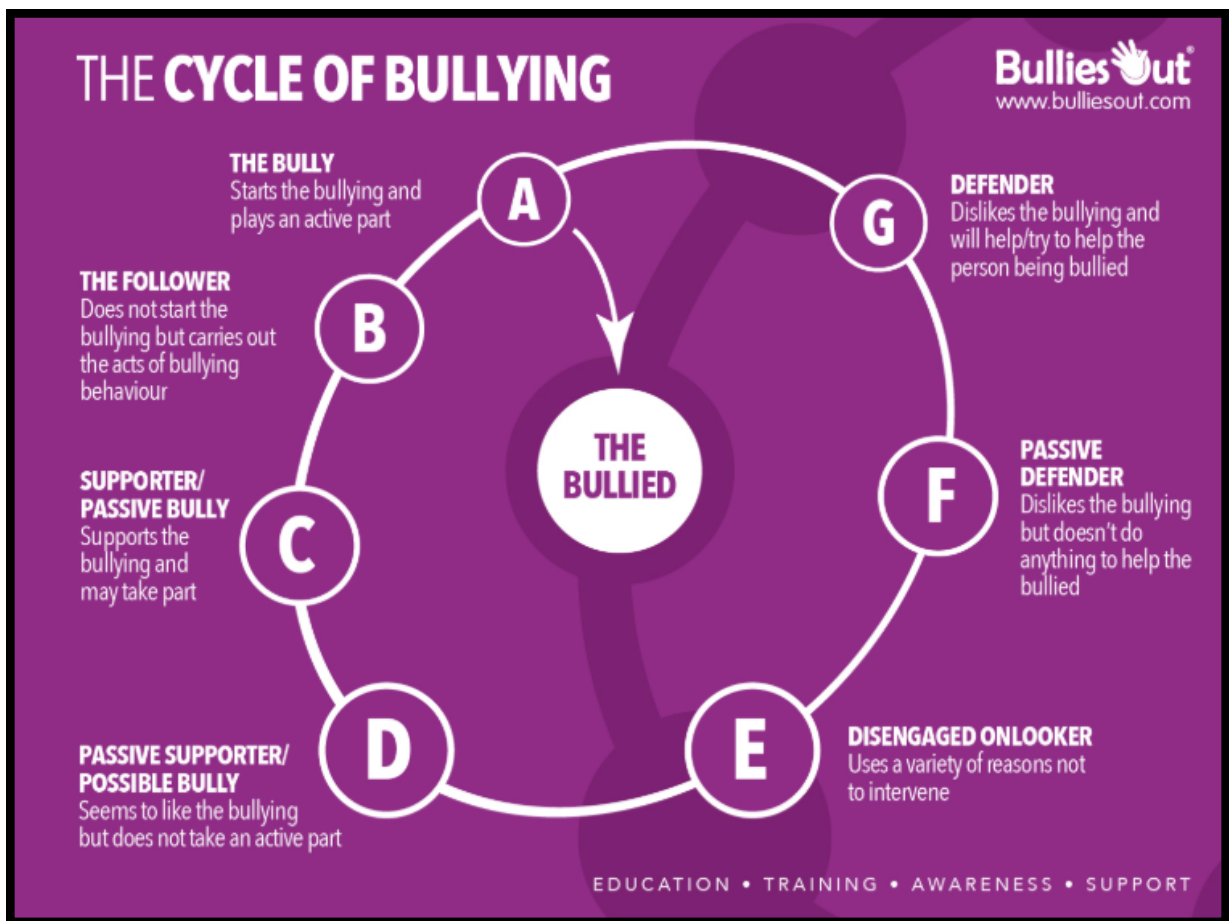 THE CYCLE OF BULLYING
Bullies Out®
www.bulliesout.com
THE BULLY
Starts the bullying and
plays an active part
A
THE FOLLOWER
Does not start the
bullying but carries out
the acts of bullying
behaviour
B
SUPPORTER/
PASSIVE BULLY
Supports the
bullying and
may take part
C
PASSIVE SUPPORTER/
POSSIBLE BULLY
Seems to like the bullying
but does not take an active part
D
E
DISENGAGED ONLOOKER
Uses a variety of reasons not
to intervene
F
PASSIVE
DEFENDER
Dislikes the bullying
but doesn't do
anything to help the
bullied
G
DEFENDER
Dislikes the bullying and
will help/try to help the
person being bullied
THE
BULLIED
EDUCATION • TRAINING • AWARENESS • SUPPORT